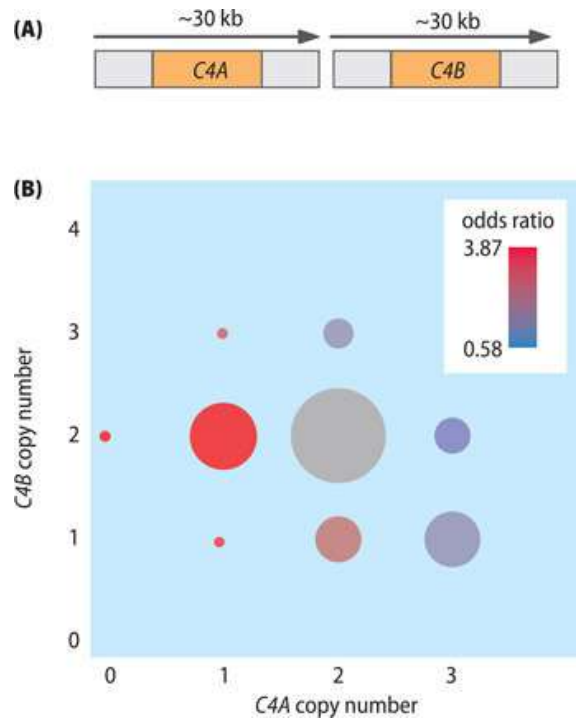 (A)
~30 kb
~30 kb
C4A
C4B
(B)
odds ratio
3.87
0.58
4
3
2
1
0
C4B copy number
0
1
2
3
C4A copy number